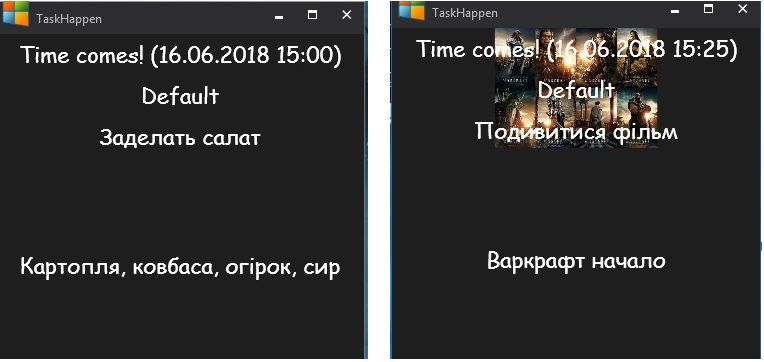 TaskHappen
Time comes! (16.06.2018 15:00)
Default
Заделать салат
Картопля, ковбаса, огірок, сир
TaskHappen
Time comes! (16.06.2018 15:25)
Default
Подивитися фільм
Варкрафт начало